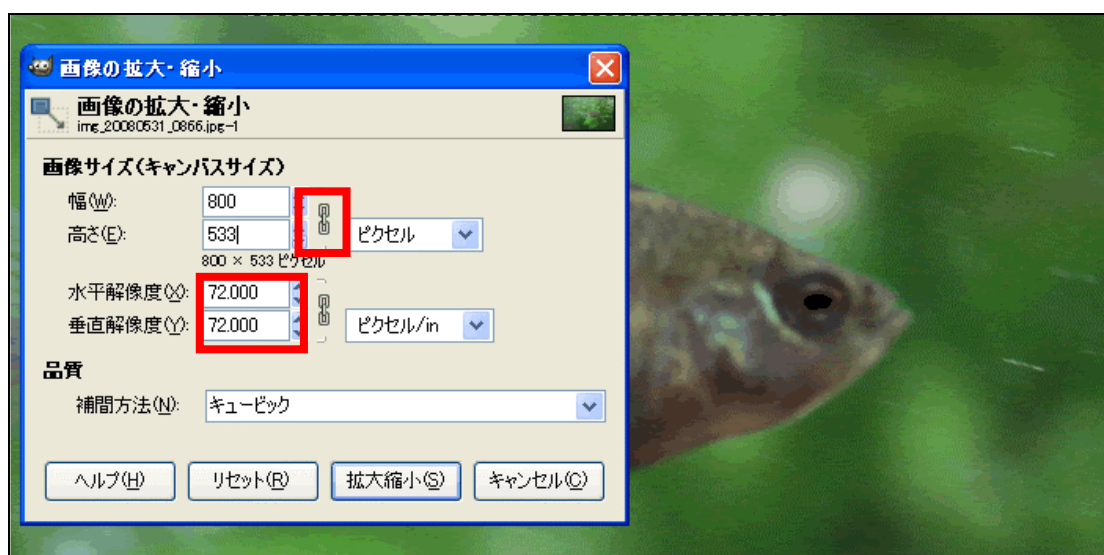 画像の拡大・縮小
画像の拡大・縮小
img_20080531_0866.jpg-1
画像サイズ(キャンバスサイズ)
幅(W): 800
高さ(E): 533 ピクセル
800 × 533 ピクセル
水平解像度(X): 72.000
垂直解像度(Y): 72.000 ピクセル/in
品質
補間方法(N): キュービック
ヘルプ(H) リセット(R) 拡大縮小(S) キャンセル(C)